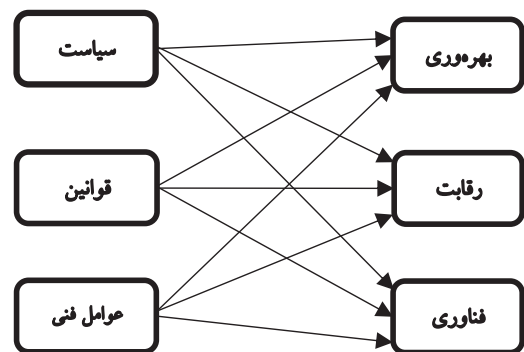 سیاست
بهره‌وری
قوانین
رقابت
عوامل فنی
فناوری